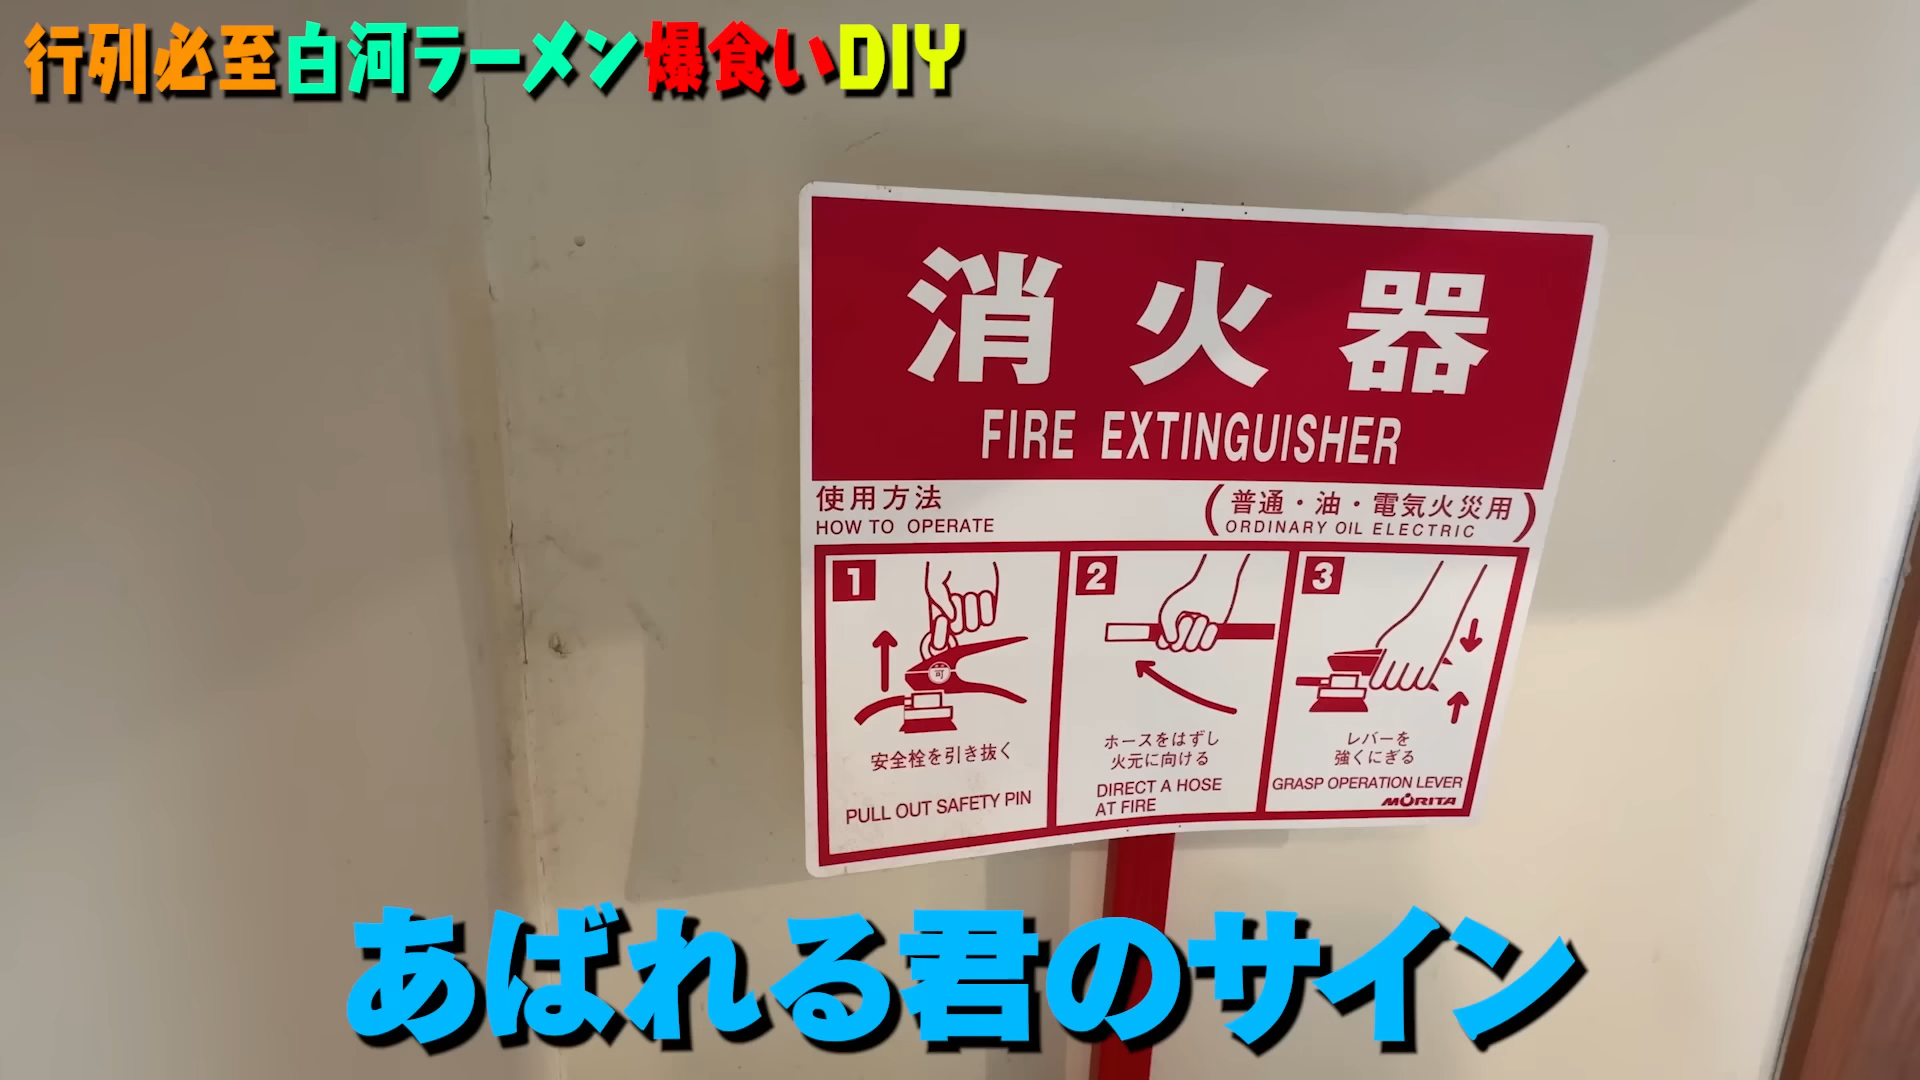 行列必至白河ラーメン爆食いDIY
消火器
FIRE EXTINGUISHER
使用方法
HOW TO OPERATE
(普通・油・電気火災用)
ORDINARY OIL ELECTRIC
1
安全栓を引き抜く
PULL OUT SAFETY PIN
2
ホースをはずし
火元に向ける
DIRECT A HOSE
AT FIRE
3
レバーを
強くにぎる
GRASP OPERATION LEVER
MORITA
あばれる君のサイン